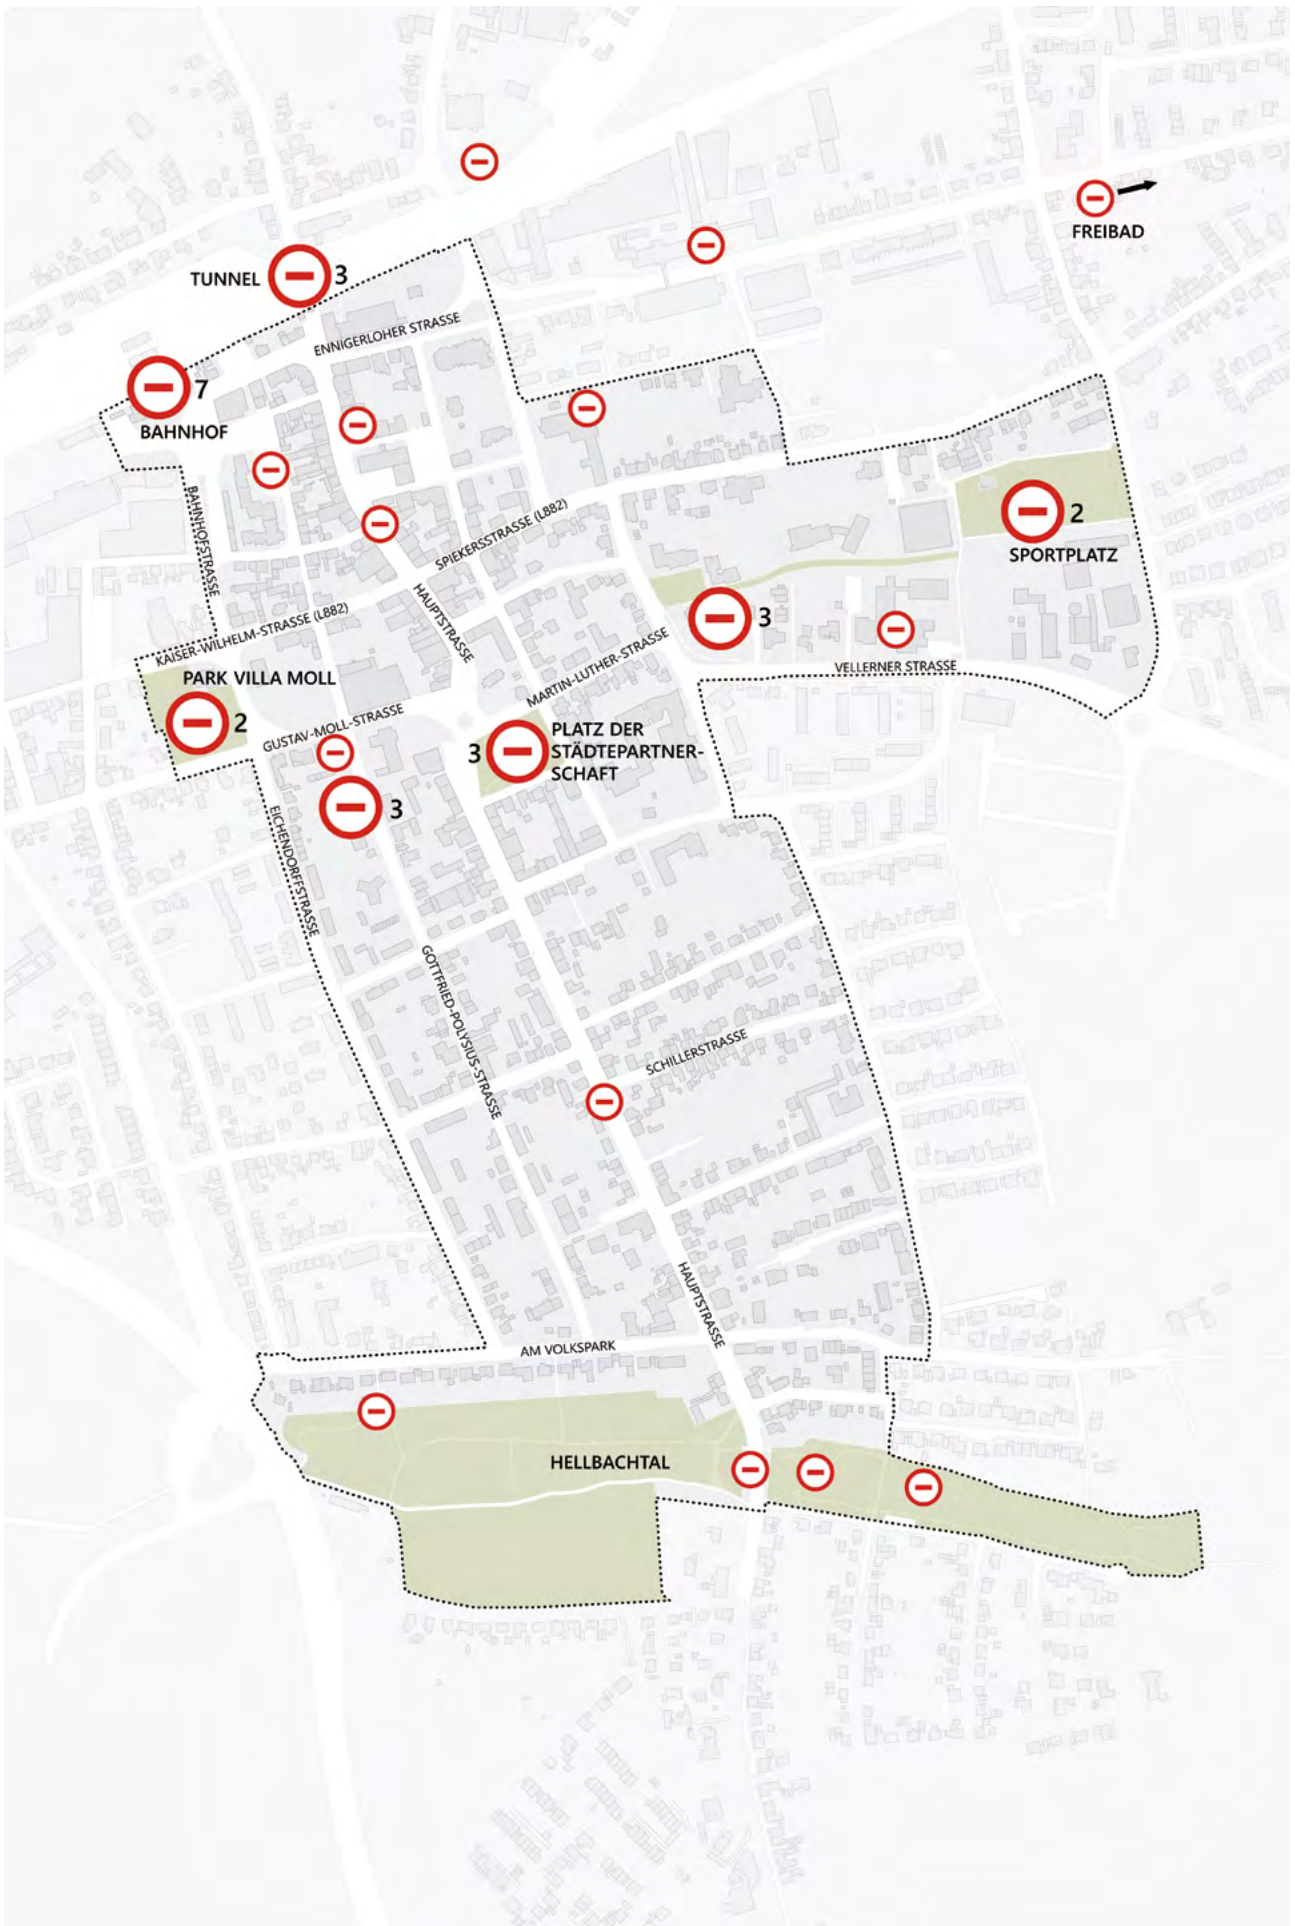 FREIBAD
TUNNEL
3
ENNIGERLOHER STRASSE
7
BAHNHOF
BAHNHOFSTRASSE
SPIEKERSSTRASSE (L882)
2
SPORTPLATZ
HAUPTSTRASSE
KAISER-WILHELM-STRASSE (L882)
3
MARTIN-LUTHER-STRASSE
VELLERNER STRASSE
PARK VILLA MOLL
2
GUSTAV-MOLL-STRASSE
3
PLATZ DER
STÄDTEPARTNER-
SCHAFT
3
EICHENDORFFSTRASSE
GOTTFRIED-POLYSIUS-STRASSE
SCHILLERSTRASSE
HAUPTSTRASSE
AM VOLKSPARK
HELLBACHTAL